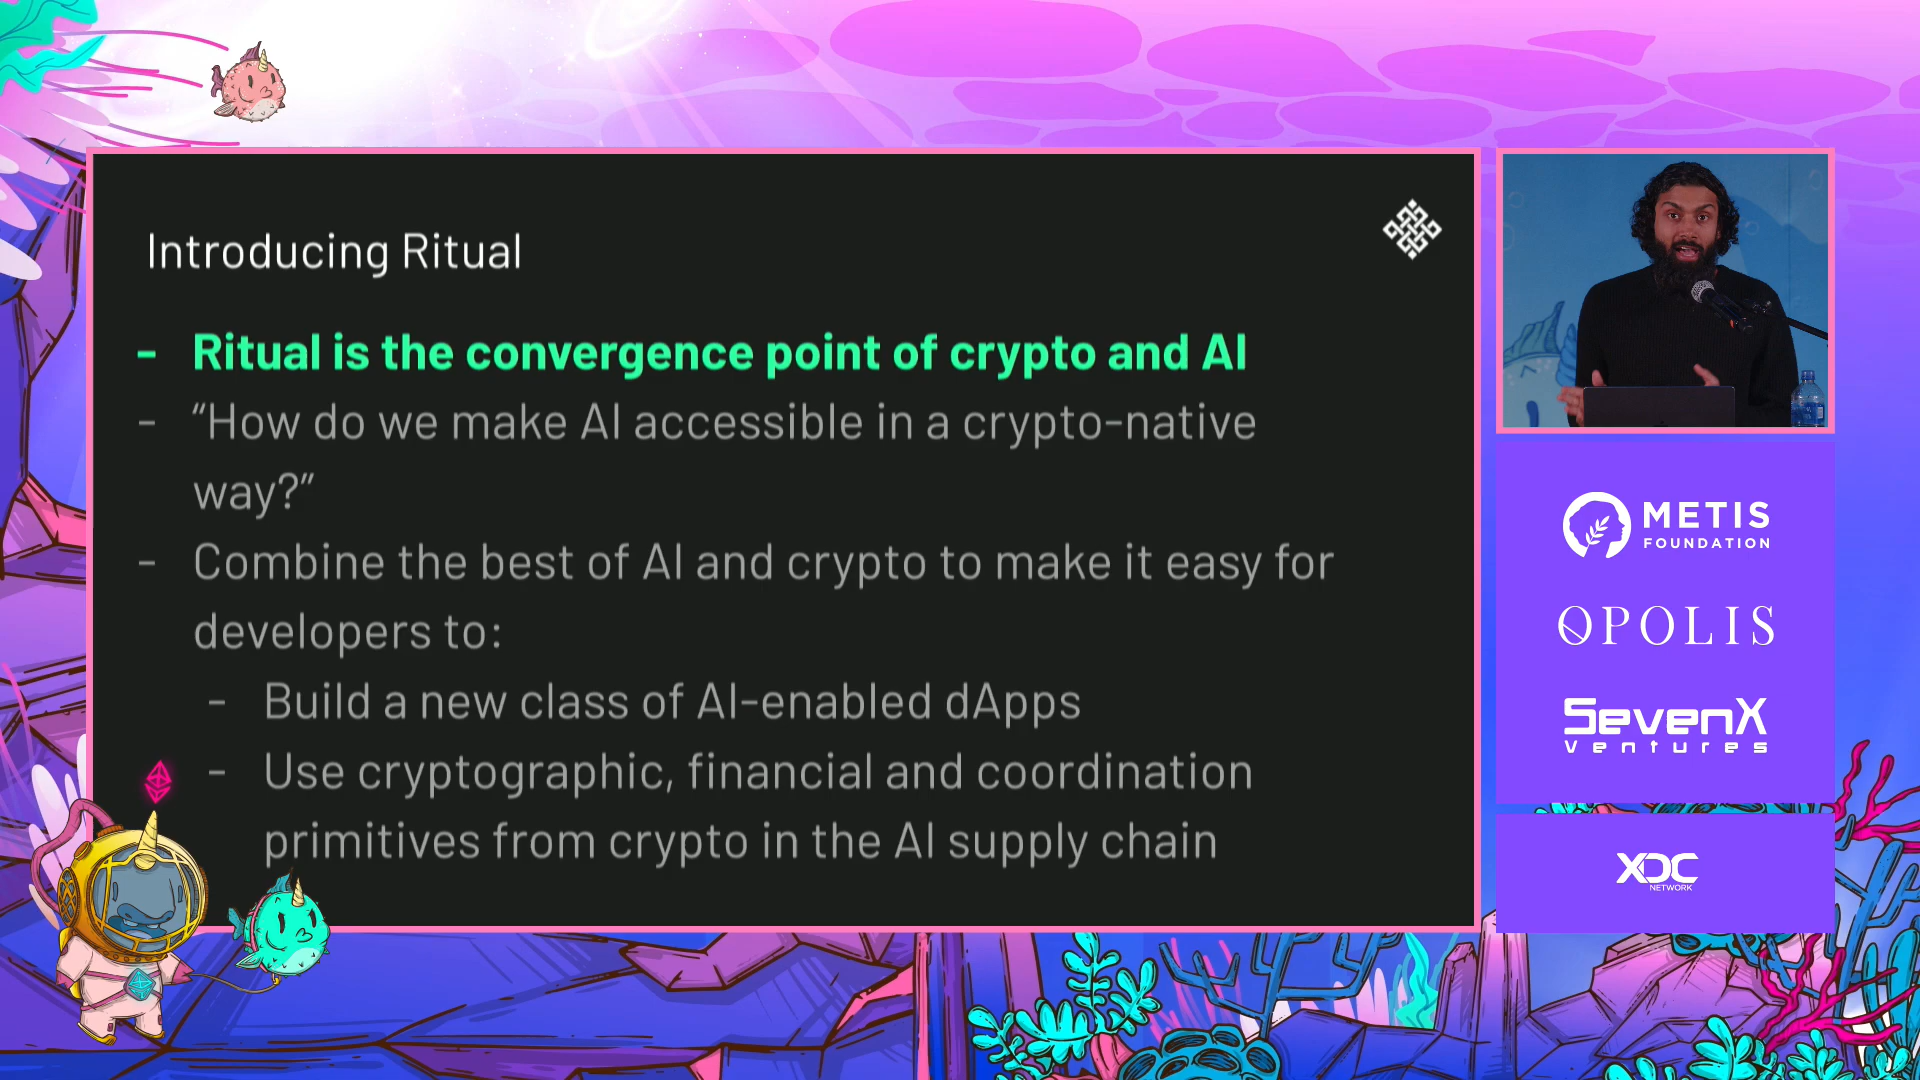 Introducing Ritual
- Ritual is the convergence point of crypto and AI
- “How do we make AI accessible in a crypto-native
way?”
- Combine the best of AI and crypto to make it easy for
developers to:
- Build a new class of AI-enabled dApps
- Use cryptographic, financial and coordination
primitives from crypto in the AI supply chain
METIS
FOUNDATION
OPOLIS
SevenX
Ventures
XDC
NETWORK